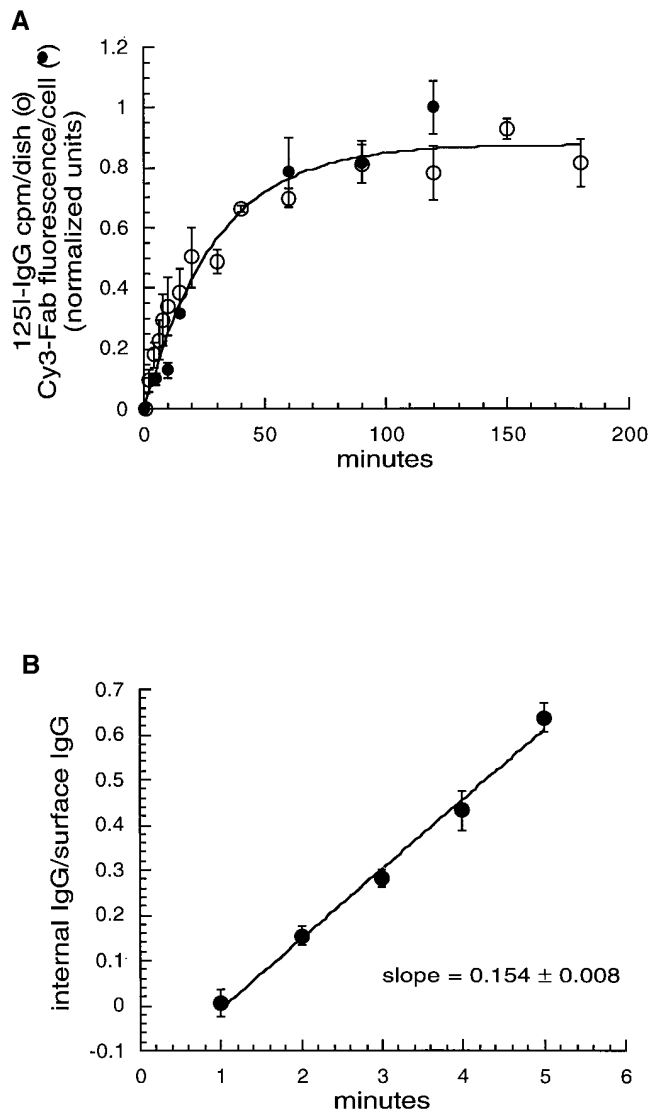 A
125I-IgG cpm/dish (o)
Cy3-Fab fluorescence/cell (●)
(normalized units)
1.2
1
0.8
0.6
0.4
0.2
0
0 50 100 150 200
minutes
B
internal IgG/surface IgG
0.7
0.6
0.5
0.4
0.3
0.2
0.1
0
-0.1
slope = 0.154 ± 0.008
0 1 2 3 4 5 6
minutes